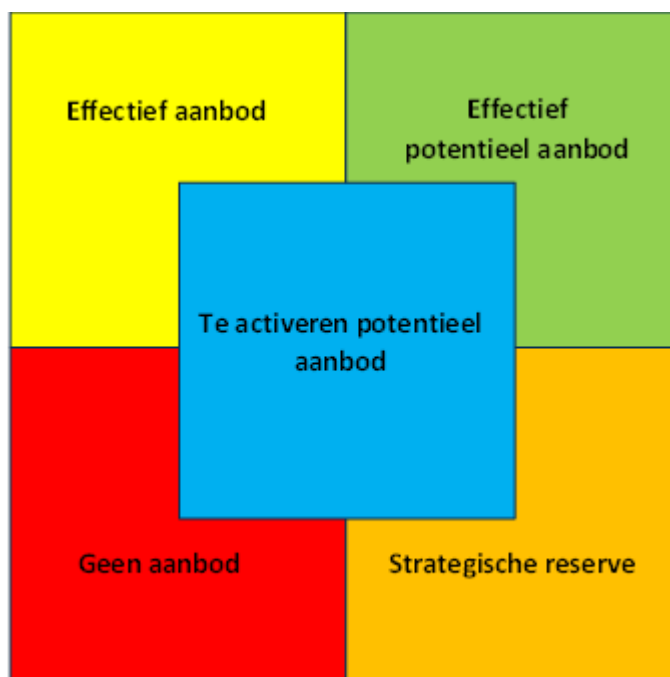 Effectief aanbod
Effectief
potentieel aanbod
Te activeren potentieel
aanbod
Geen aanbod
Strategische reserve